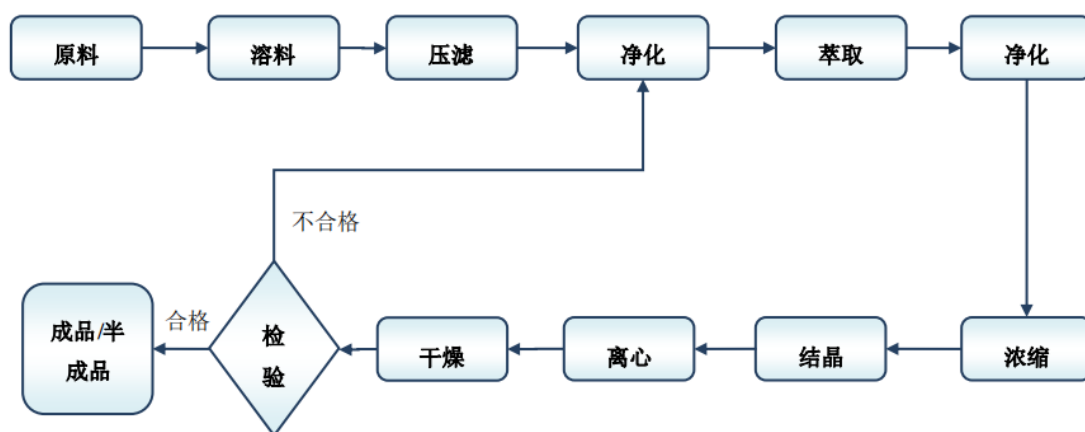 原料
溶料
压滤
净化
萃取
净化
不合格
成品/半
成品
合格
检
验
干燥
离心
结晶
浓缩